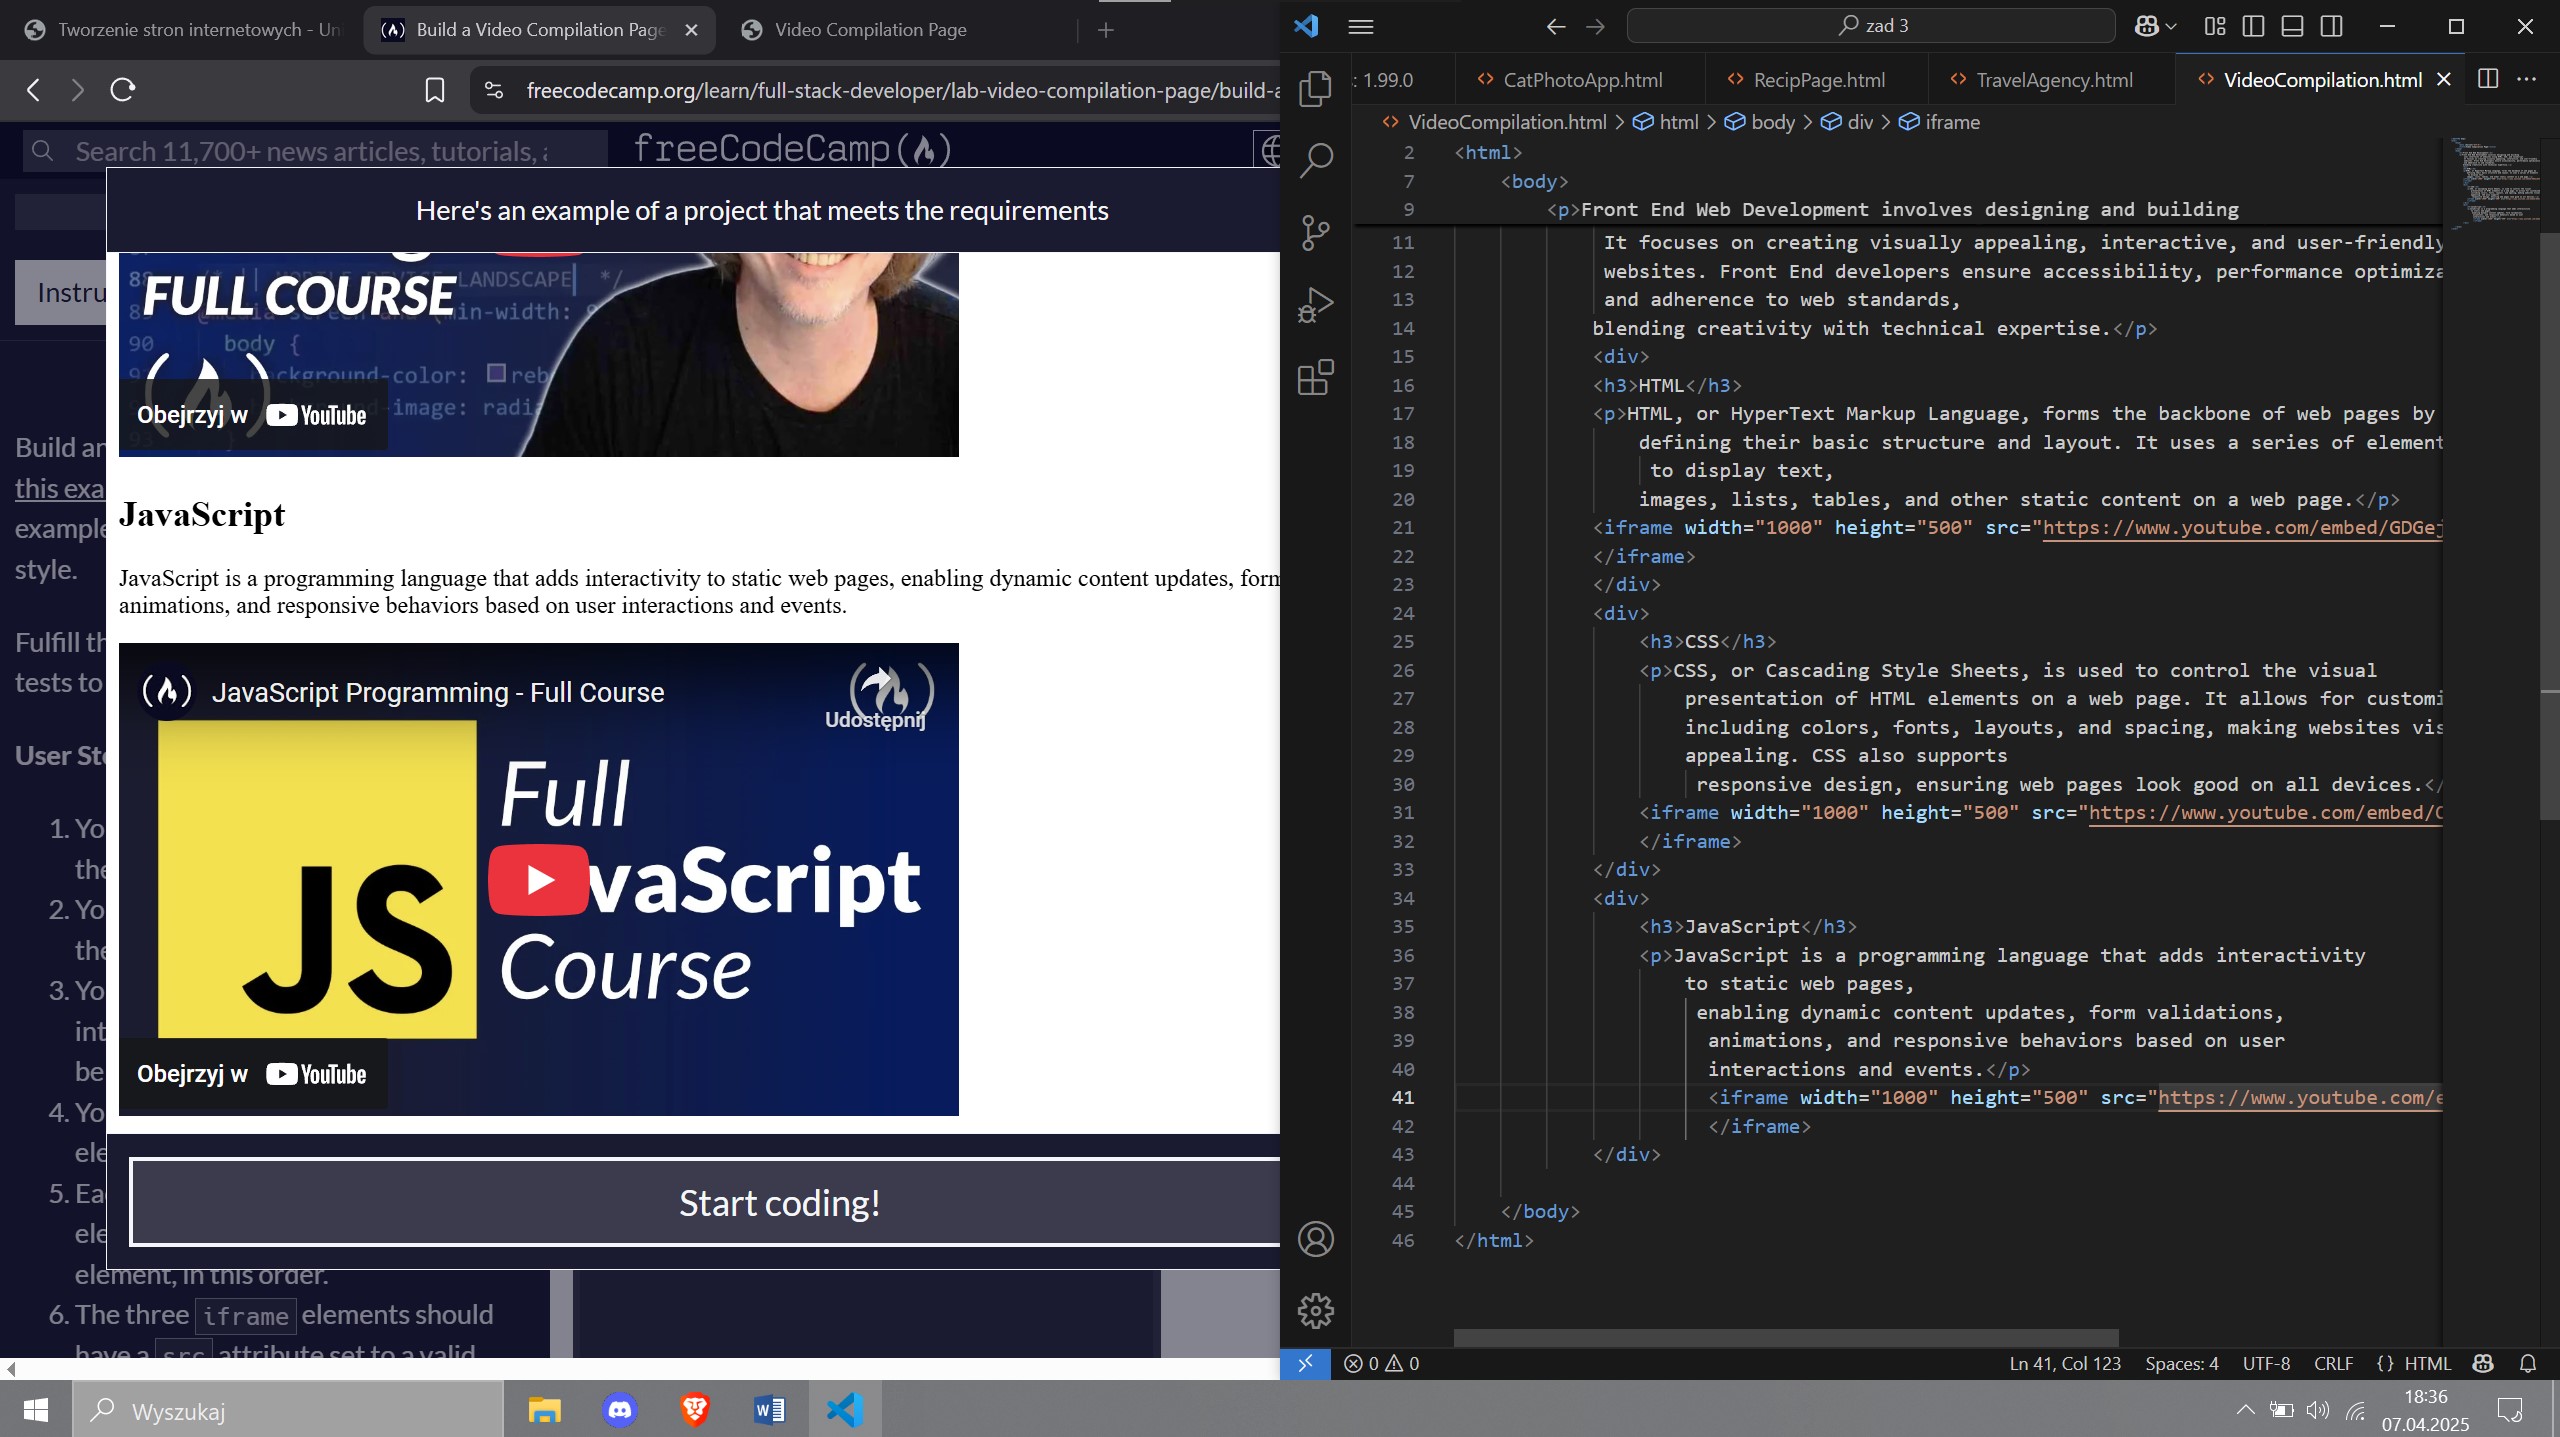 Tworzenie stron internetowych - Uni
Build a Video Compilation Page
Video Compilation Page
freecodecamp.org/learn/full-stack-developer/lab-video-compilation-page/build-a
Search 11,700+ news articles, tutorials, a
freeCodeCamp
Here's an example of a project that meets the requirements
Instru
LANDSCAPE */
FULL COURSE
min-width:
90 body {
background-color: reb
image: radia
Obejrzyj w YouTube
Build an
this exa
example
style.
JavaScript
JavaScript is a programming language that adds interactivity to static web pages, enabling dynamic content updates, form
animations, and responsive behaviors based on user interactions and events.
Fulfill th
tests to
JavaScript Programming - Full Course
Udostępnij
JS
Full
vaScript
Course
Obejrzyj w YouTube
User Sto
1. Yo
the
2. Yo
the
3. Yo
int
be
4. Yo
ele
5. Ea
ele
element, in this order.
6. The three iframe elements should
have a src attribute set to a valid
Start coding!
zad 3
: 1.99.0
CatPhotoApp.html
RecipPage.html
TravelAgency.html
VideoCompilation.html
VideoCompilation.html > html > body > div > iframe
2 <html>
7 <body>
9 <p>Front End Web Development involves designing and building
11 It focuses on creating visually appealing, interactive, and user-friendly
12 websites. Front End developers ensure accessibility, performance optimiza
13 and adherence to web standards,
14 blending creativity with technical expertise.</p>
15 <div>
16 <h3>HTML</h3>
17 <p>HTML, or HyperText Markup Language, forms the backbone of web pages by
18 defining their basic structure and layout. It uses a series of element
19 to display text,
20 images, lists, tables, and other static content on a web page.</p>
21 <iframe width="1000" height="500" src="https://www.youtube.com/embed/GDGej
22 </iframe>
23 </div>
24 <div>
25 <h3>CSS</h3>
26 <p>CSS, or Cascading Style Sheets, is used to control the visual
27 presentation of HTML elements on a web page. It allows for customi
28 including colors, fonts, layouts, and spacing, making websites vis
29 appealing. CSS also supports
30 responsive design, ensuring web pages look good on all devices.</
31 <iframe width="1000" height="500" src="https://www.youtube.com/embed/
32 </iframe>
33 </div>
34 <div>
35 <h3>JavaScript</h3>
36 <p>JavaScript is a programming language that adds interactivity
37 to static web pages,
38 enabling dynamic content updates, form validations,
39 animations, and responsive behaviors based on user
40 interactions and events.</p>
41 <iframe width="1000" height="500" src="https://www.youtube.com/e
42 </iframe>
43 </div>
44
45 </body>
46 </html>
0 0
Ln 41, Col 123 Spaces: 4 UTF-8 CRLF {} HTML
Wyszukaj
18:36
07.04.2025